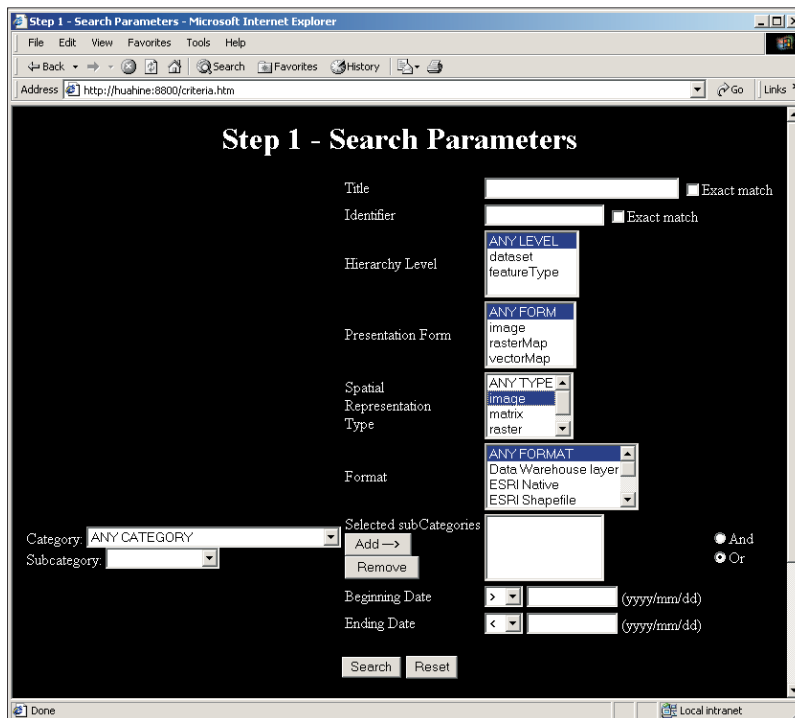 Step 1 - Search Parameters - Microsoft Internet Explorer
File Edit View Favorites Tools Help
Back Search Favorites History
Address http://huahine:8800/criteria.htm Go Links
Step 1 - Search Parameters
Title Exact match
Identifier Exact match
Hierarchy Level
ANY LEVEL
dataset
featureType
Presentation Form
ANY FORM
image
rasterMap
vectorMap
Spatial
Representation
Type
ANY TYPE
image
matrix
raster
Format
ANY FORMAT
Data Warehouse layer
ESRI Native
ESRI Shapefile
Category: ANY CATEGORY
Subcategory:
Selected subCategories
Add -->
Remove
And
Or
Beginning Date > (yyyy/mm/dd)
Ending Date < (yyyy/mm/dd)
Search Reset
Done Local intranet